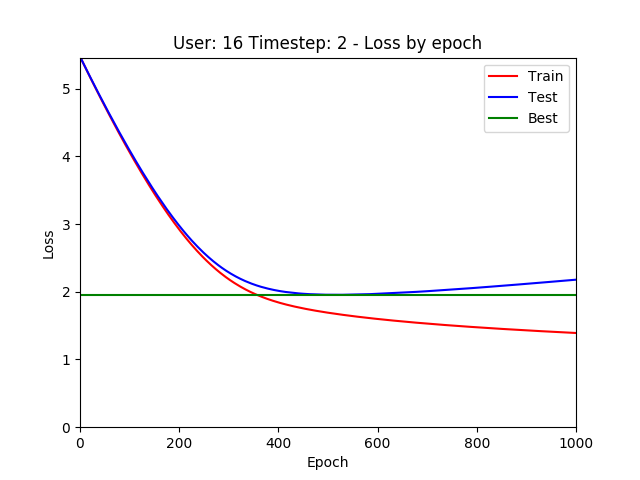 User: 16 Timestep: 2 - Loss by epoch
Train
Test
Best
5
4
3
2
1
0
Loss
0 200 400 600 800 1000
Epoch